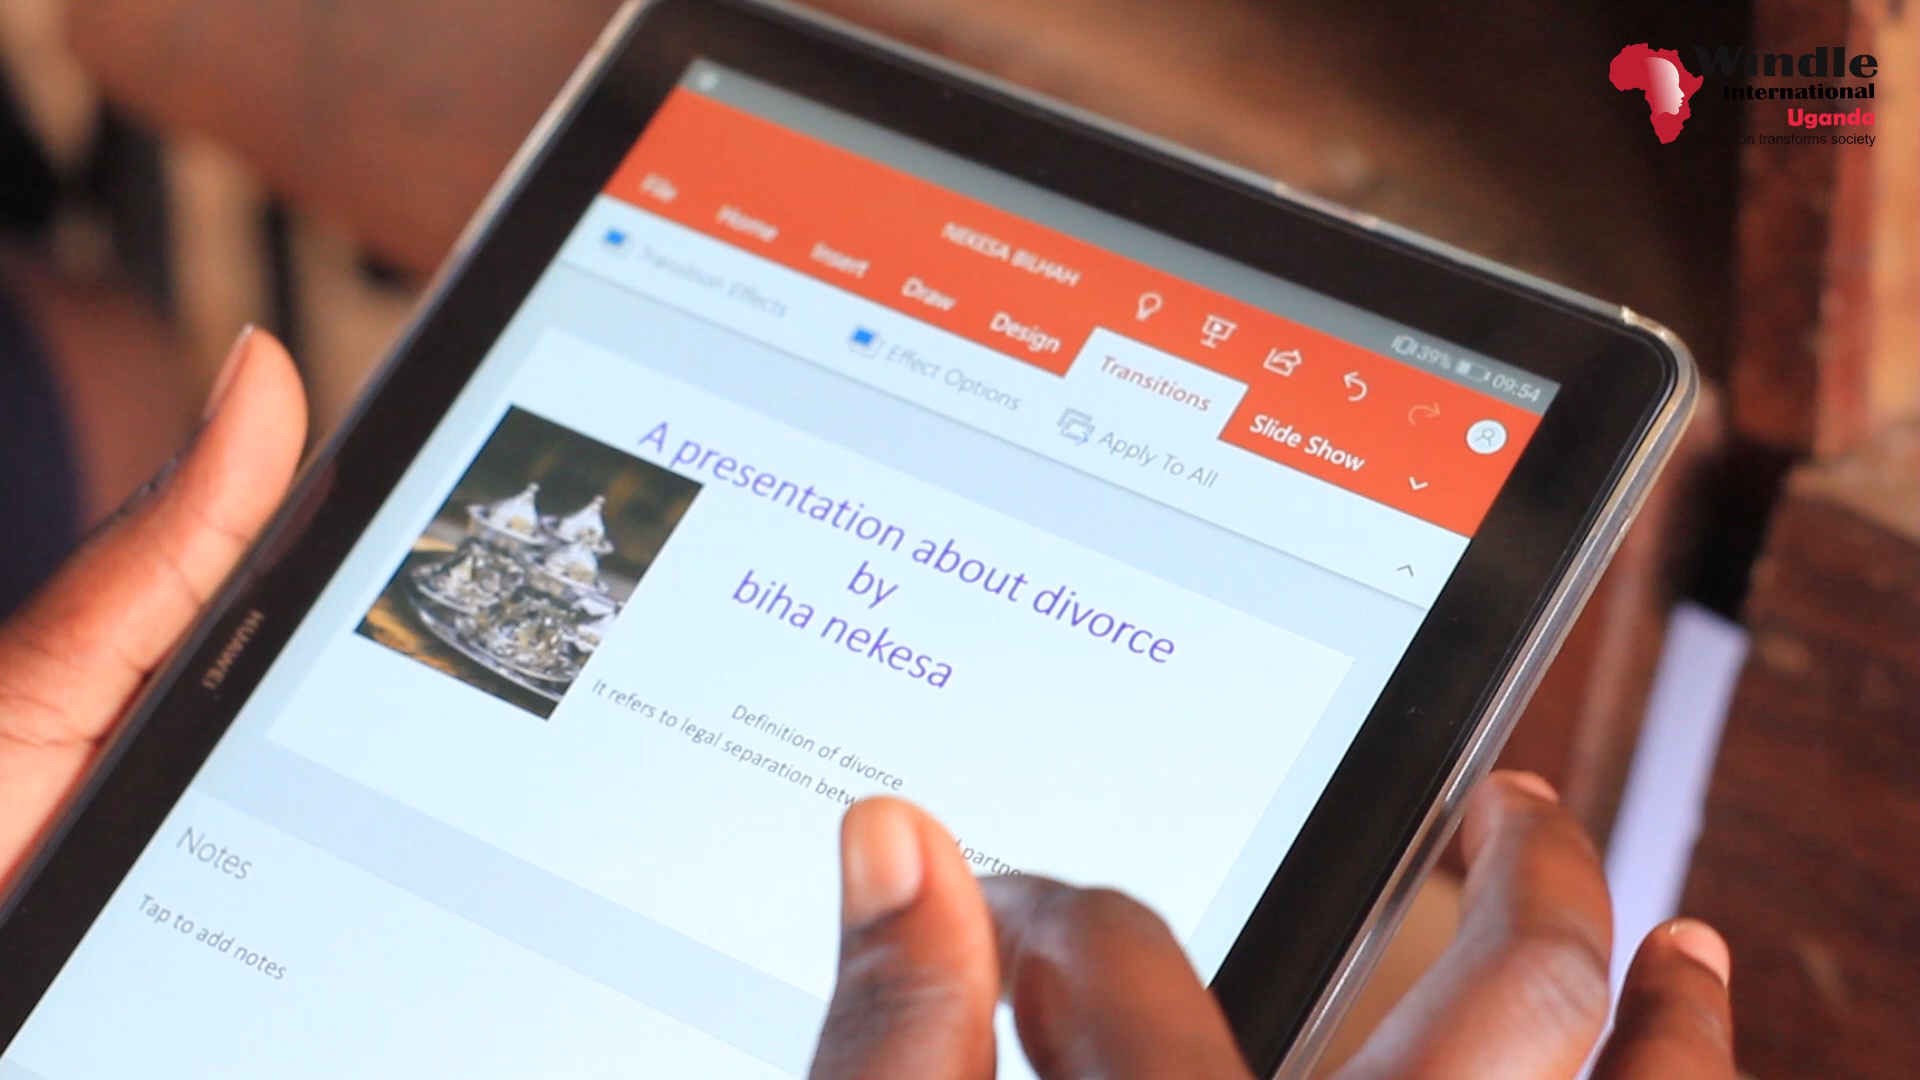 Windle
International
Uganda
transforms society
39% 09:54
NEKESA BILHAH
File Home Insert Draw Design Transitions Slide Show
Transition Effects Effect Options Apply To All
A presentation about divorce
by
biha nekesa
Definition of divorce
It refers to legal separation
Notes
Tap to add notes
HUAWEI